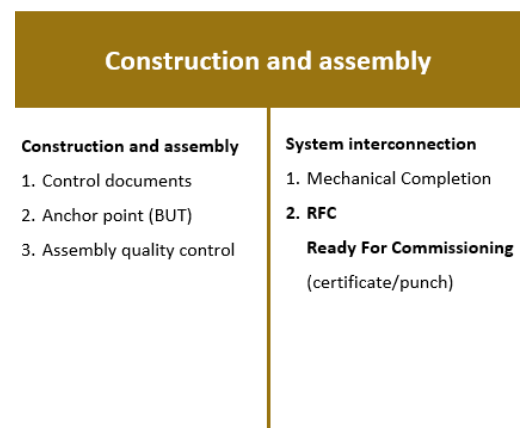 Construction and assembly
Construction and assembly
1. Control documents
2. Anchor point (BUT)
3. Assembly quality control
System interconnection
1. Mechanical Completion
2. RFC
Ready For Commissioning
(certificate/punch)